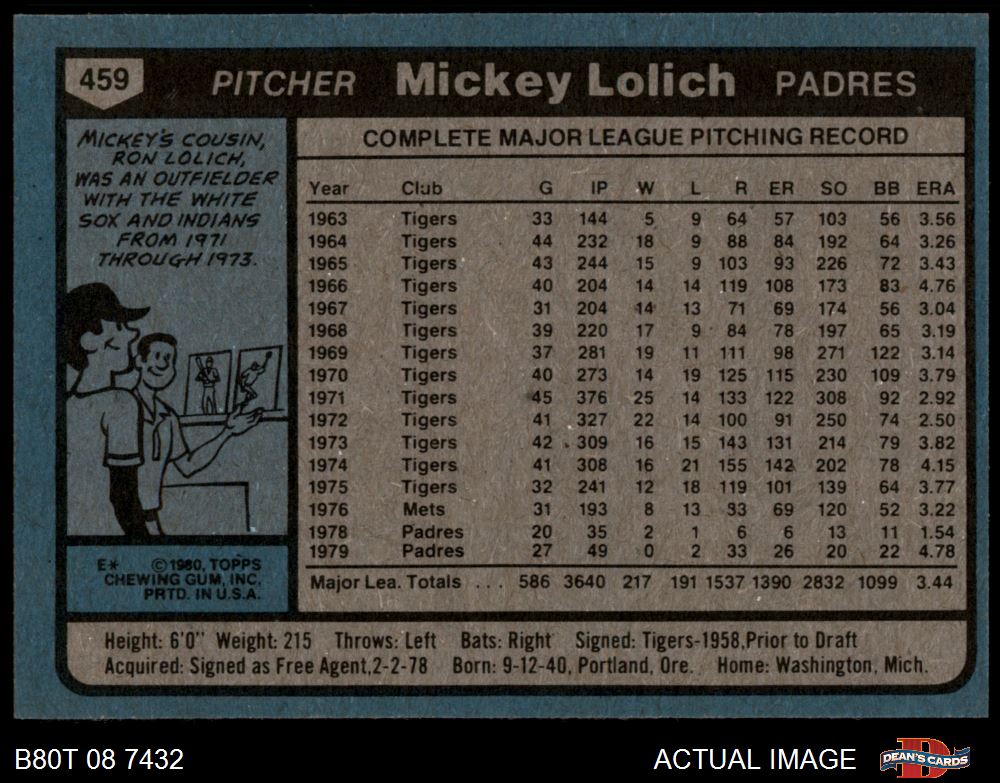 459 PITCHER Mickey Lolich PADRES
MICKEY'S COUSIN,
RON LOLICH,
WAS AN OUTFIELDER
WITH THE WHITE
SOX AND INDIANS
FROM 1971
THROUGH 1973.
E* ©1980, TOPPS
CHEWING GUM, INC.
PRTD. IN U.S.A.
COMPLETE MAJOR LEAGUE PITCHING RECORD
Year Club G IP W L R ER SO BB ERA
1963 Tigers 33 144 5 9 64 57 103 56 3.56
1964 Tigers 44 232 18 9 88 84 192 64 3.26
1965 Tigers 43 244 15 9 103 93 226 72 3.43
1966 Tigers 40 204 14 14 119 108 173 83 4.76
1967 Tigers 31 204 14 13 71 69 174 56 3.04
1968 Tigers 39 220 17 9 84 78 197 65 3.19
1969 Tigers 37 281 19 11 111 98 271 122 3.14
1970 Tigers 40 273 14 19 125 115 230 109 3.79
1971 Tigers 45 376 25 14 133 122 308 92 2.92
1972 Tigers 41 327 22 14 100 91 250 74 2.50
1973 Tigers 42 309 16 15 143 131 214 79 3.82
1974 Tigers 41 308 16 21 155 142 202 78 4.15
1975 Tigers 32 241 12 18 119 101 139 64 3.77
1976 Mets 31 193 8 13 83 69 120 52 3.22
1978 Padres 20 35 2 1 6 6 13 11 1.54
1979 Padres 27 49 0 2 33 26 20 22 4.78
Major Lea. Totals . . . 586 3640 217 191 1537 1390 2832 1099 3.44
Height: 6'0" Weight: 215 Throws: Left Bats: Right Signed: Tigers-1958, Prior to Draft
Acquired: Signed as Free Agent, 2-2-78 Born: 9-12-40, Portland, Ore. Home: Washington, Mich.
B80T 08 7432 ACTUAL IMAGE DEAN'S CARDS